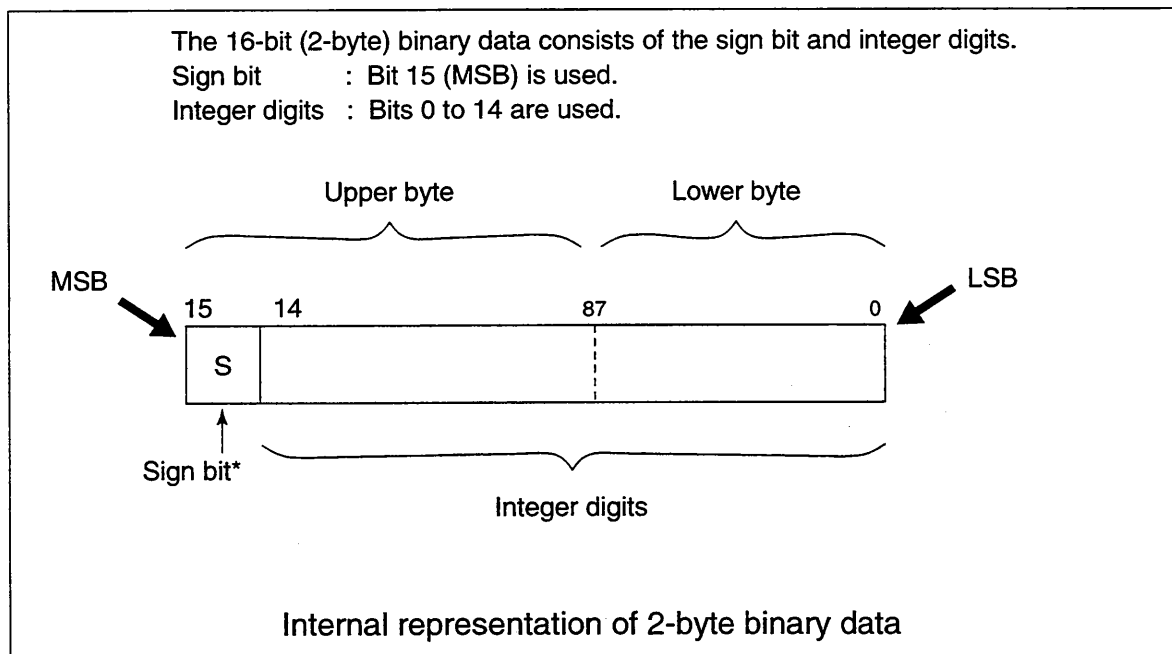 The 16-bit (2-byte) binary data consists of the sign bit and integer digits.
Sign bit : Bit 15 (MSB) is used.
Integer digits : Bits 0 to 14 are used.
Upper byte
Lower byte
MSB
LSB
15 14 87 0
S
Sign bit*
Integer digits
Internal representation of 2-byte binary data